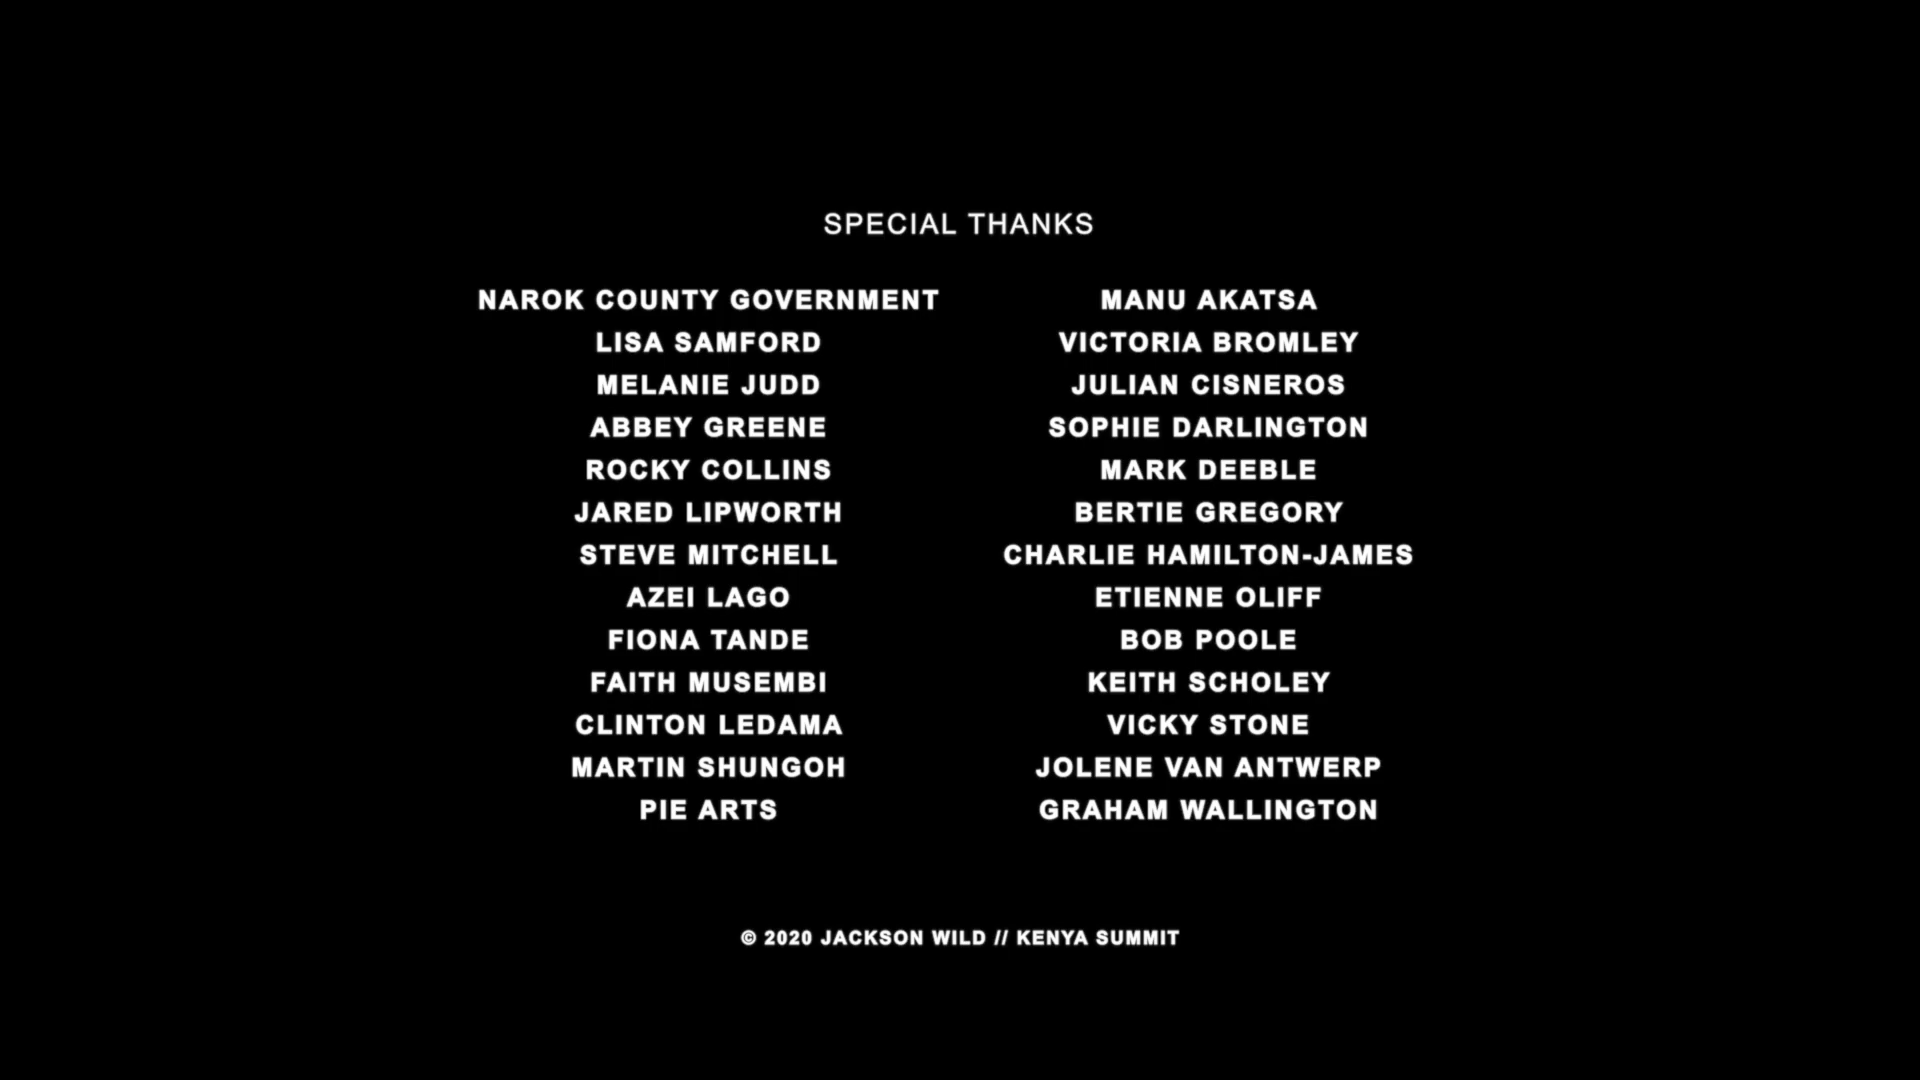 SPECIAL THANKS
NAROK COUNTY GOVERNMENT
LISA SAMFORD
MELANIE JUDD
ABBEY GREENE
ROCKY COLLINS
JARED LIPWORTH
STEVE MITCHELL
AZEI LAGO
FIONA TANDE
FAITH MUSEMBI
CLINTON LEDAMA
MARTIN SHUNGOH
PIE ARTS
MANU AKATSA
VICTORIA BROMLEY
JULIAN CISNEROS
SOPHIE DARLINGTON
MARK DEEBLE
BERTIE GREGORY
CHARLIE HAMILTON-JAMES
ETIENNE OLIFF
BOB POOLE
KEITH SCHOLEY
VICKY STONE
JOLENE VAN ANTWERP
GRAHAM WALLINGTON
© 2020 JACKSON WILD // KENYA SUMMIT